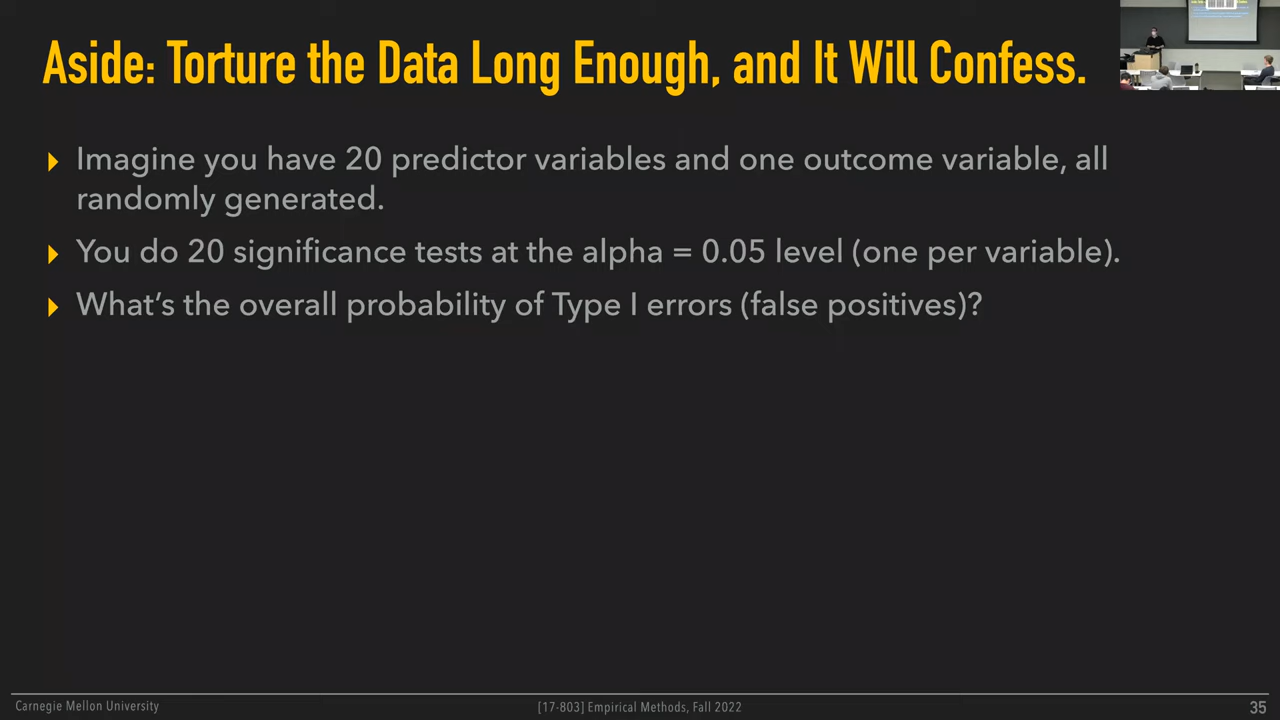 Aside: Torture the Data Long Enough, and It Will Confess.
Imagine you have 20 predictor variables and one outcome variable, all
randomly generated.
You do 20 significance tests at the alpha = 0.05 level (one per variable).
What’s the overall probability of Type I errors (false positives)?
Carnegie Mellon University
[17-803] Empirical Methods, Fall 2022
35